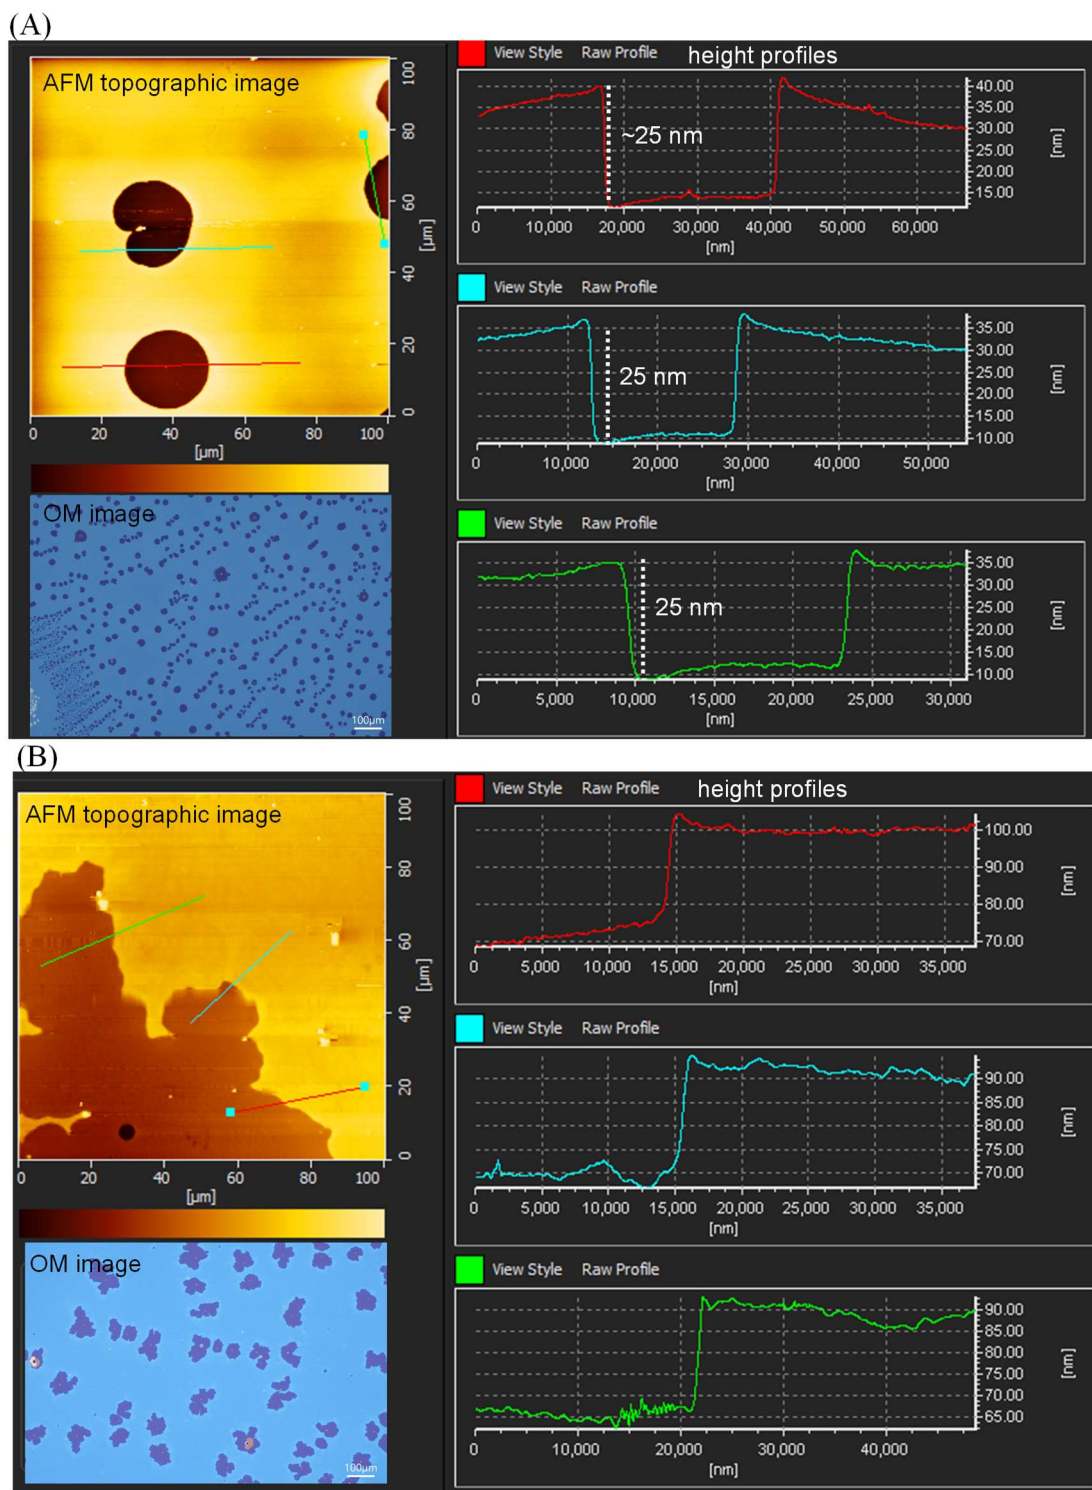 (A)
AFM topographic image
100
80
60
40
20
0
[µm]
0
20
40
60
80
100
[µm]
OM image
100µm
View Style Raw Profile height profiles
~25 nm
40.00
35.00
30.00
25.00
20.00
15.00
[nm]
0 10,000 20,000 30,000 40,000 50,000 60,000
[nm]
View Style Raw Profile
25 nm
35.00
30.00
25.00
20.00
15.00
10.00
[nm]
0 10,000 20,000 30,000 40,000 50,000
[nm]
View Style Raw Profile
25 nm
35.00
30.00
25.00
20.00
15.00
10.00
[nm]
0 5,000 10,000 15,000 20,000 25,000 30,000
[nm]
(B)
AFM topographic image
100
80
60
40
20
0
[µm]
0 20 40 60 80 100
[µm]
OM image
100µm
View Style Raw Profile height profiles
100.00
90.00
80.00
70.00
[nm]
0 5,000 10,000 15,000 20,000 25,000 30,000 35,000
[nm]
View Style Raw Profile
90.00
85.00
80.00
75.00
70.00
[nm]
0 5,000 10,000 15,000 20,000 25,000 30,000 35,000
[nm]
View Style Raw Profile
90.00
85.00
80.00
75.00
70.00
65.00
[nm]
0 10,000 20,000 30,000 40,000
[nm]